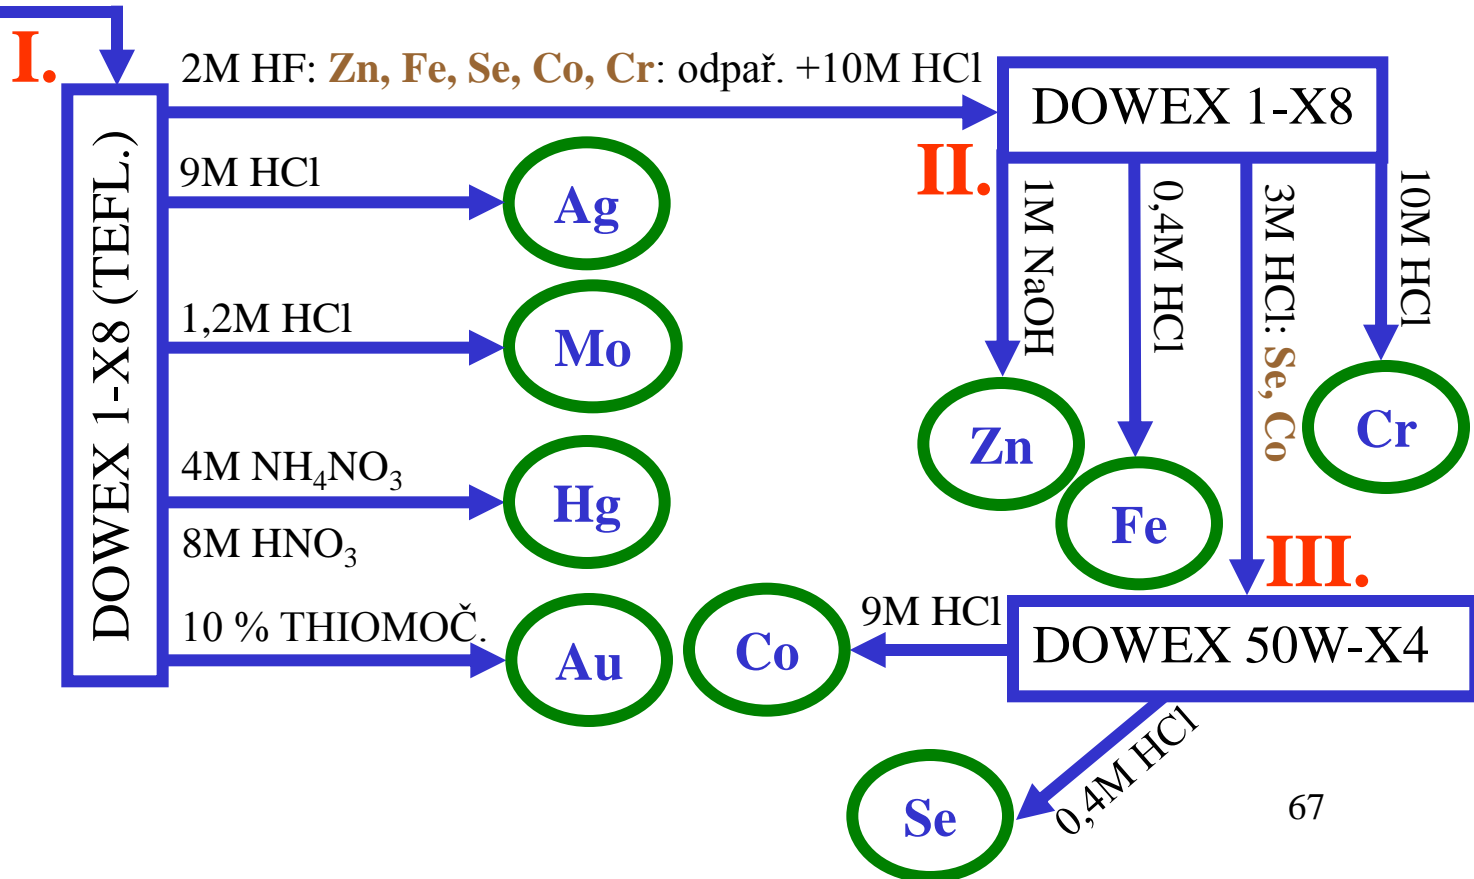 I.
2M HF: Zn, Fe, Se, Co, Cr: odpař. +10M HCl
DOWEX 1-X8 (TEFL.)
9M HCl
Ag
1,2M HCl
Mo
4M NH₄NO₃
8M HNO₃
Hg
10 % THIOMOČ.
Au
DOWEX 1-X8
II.
1M NaOH
Zn
0,4M HCl
Fe
3M HCl: Se, Co
10M HCl
Cr
III.
DOWEX 50W-X4
9M HCl
Co
0,4M HCl
Se
67